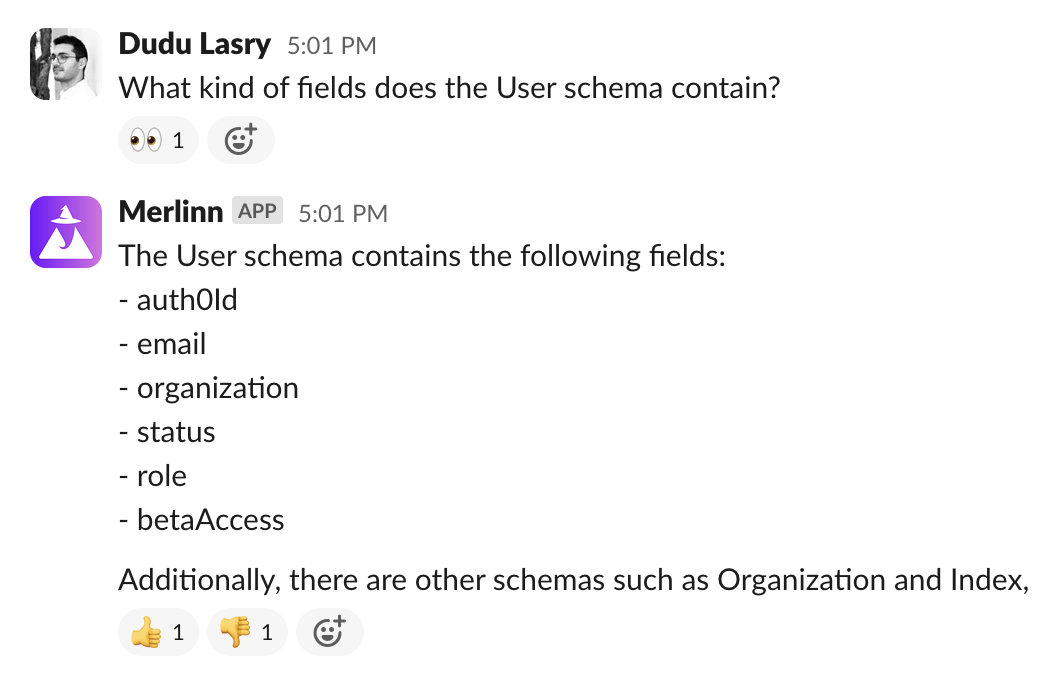 Dudu Lasry 5:01 PM
What kind of fields does the User schema contain?
👀 1
Merlinn APP 5:01 PM
The User schema contains the following fields:
- auth0Id
- email
- organization
- status
- role
- betaAccess
Additionally, there are other schemas such as Organization and Index,
👍 1 👎 1